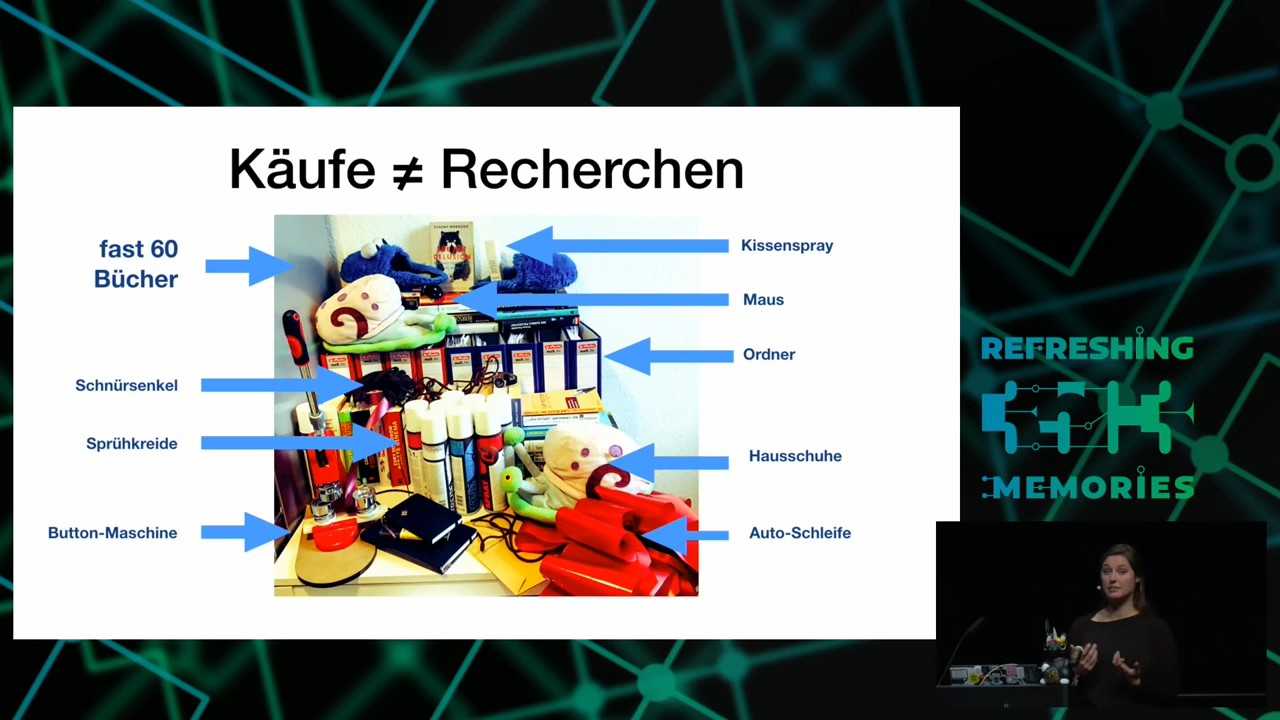 Käufe ≠ Recherchen
fast 60
Bücher
Kissenspray
Maus
Ordner
Schnürsenkel
Sprühkreide
Hausschuhe
Button-Maschine
Auto-Schleife
REFRESHING
MEMORIES